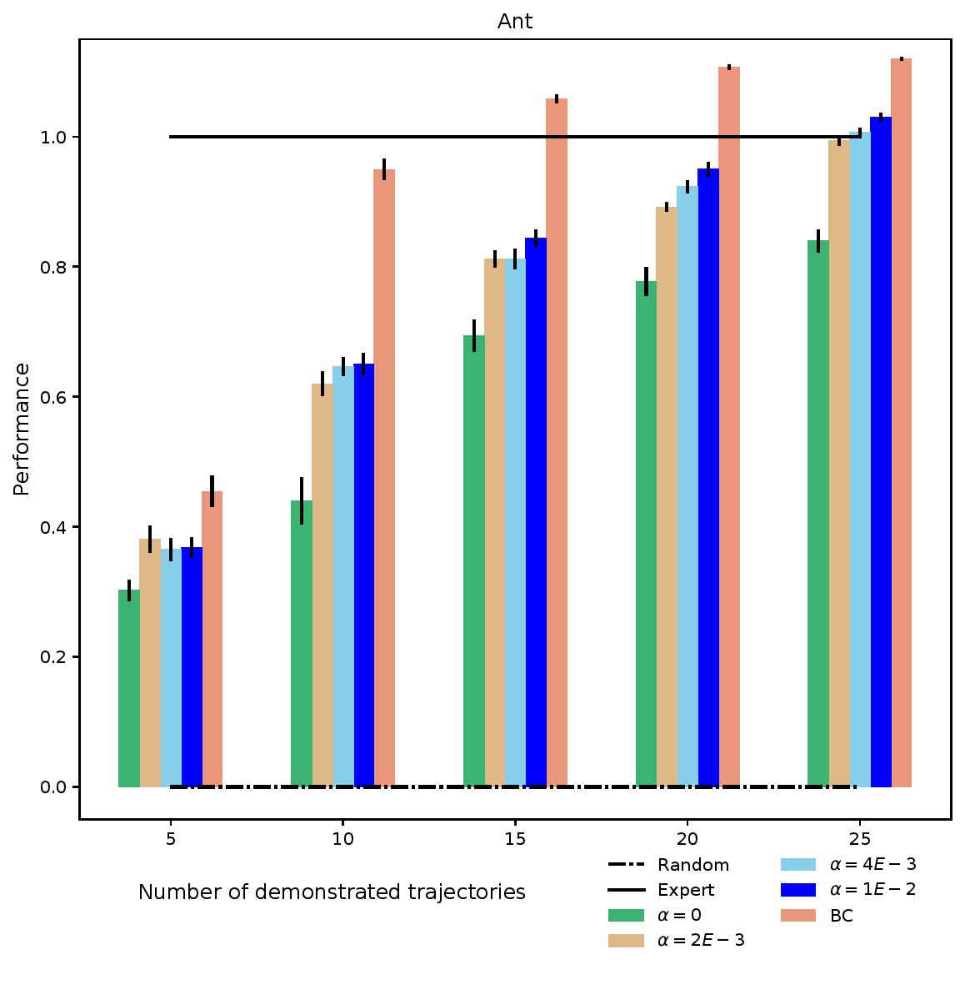 Ant
Performance
1.0
0.8
0.6
0.4
0.2
0.0
5 10 15 20 25
Number of demonstrated trajectories
Random
Expert
α = 0
α = 2E − 3
α = 4E − 3
α = 1E − 2
BC